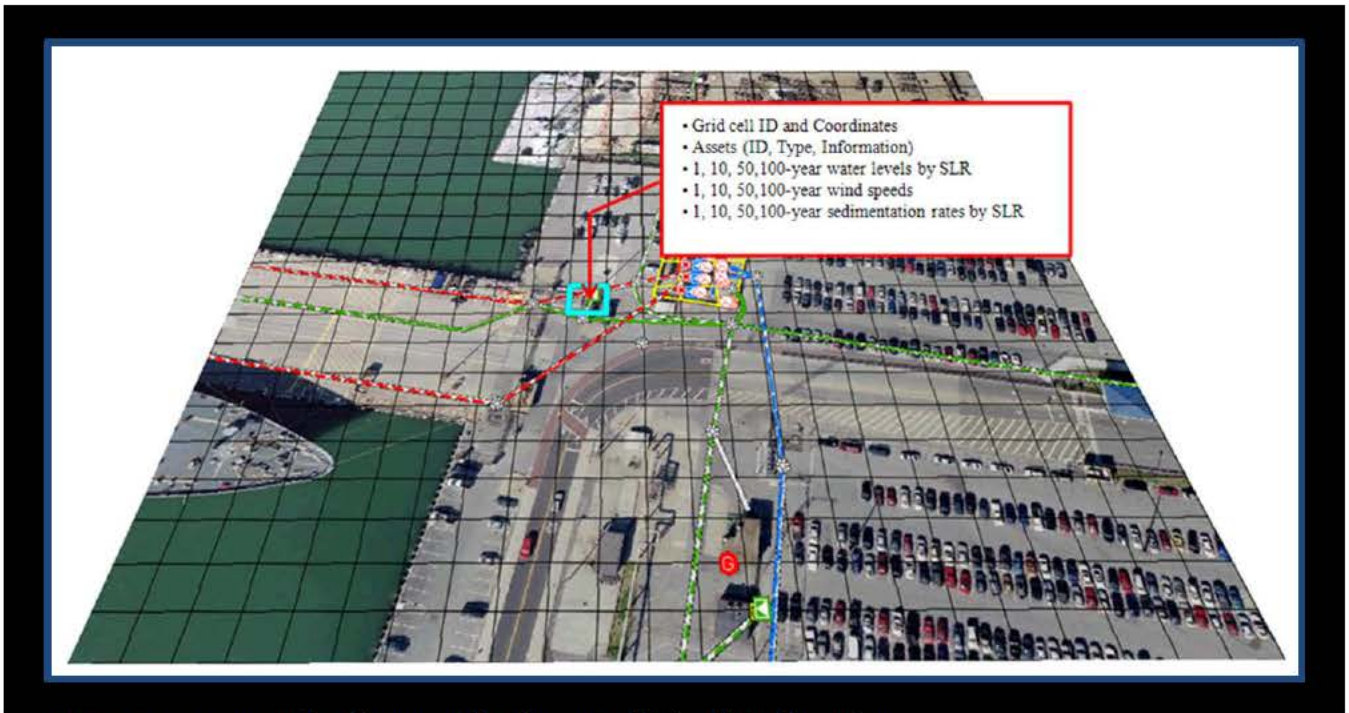 • Grid cell ID and Coordinates
• Assets (ID, Type, Information)
• 1, 10, 50,100-year water levels by SLR
• 1, 10, 50,100-year wind speeds
• 1, 10, 50,100-year sedimentation rates by SLR
G